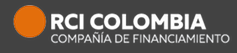 RCI COLOMBIA
COMPAÑÍA DE FINANCIAMIENTO